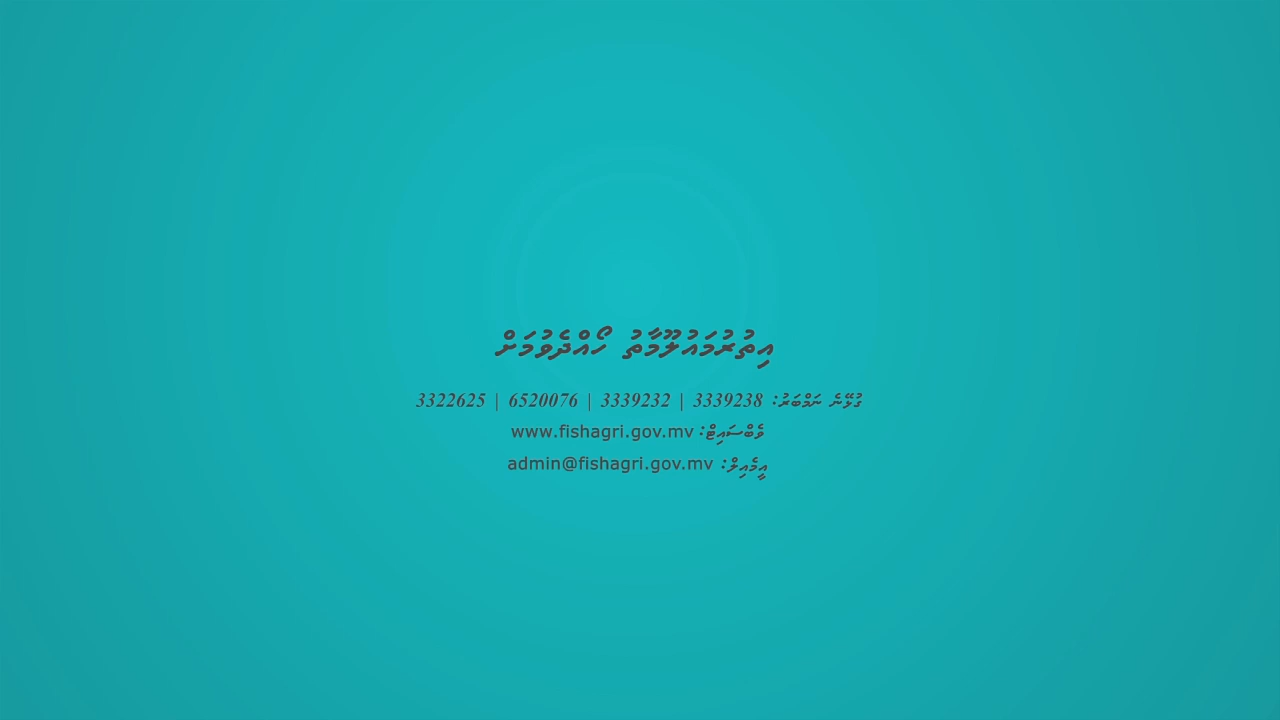 އިތުރުމައުލޫމާތު ހޯއްދެވުމަށް
ގުޅޭނެ ނަމްބަރު: 3339238 | 3339232 | 6520076 | 3322625
ވެބްސައިޓް: www.fishagri.gov.mv
އީމެއިލް: admin@fishagri.gov.mv